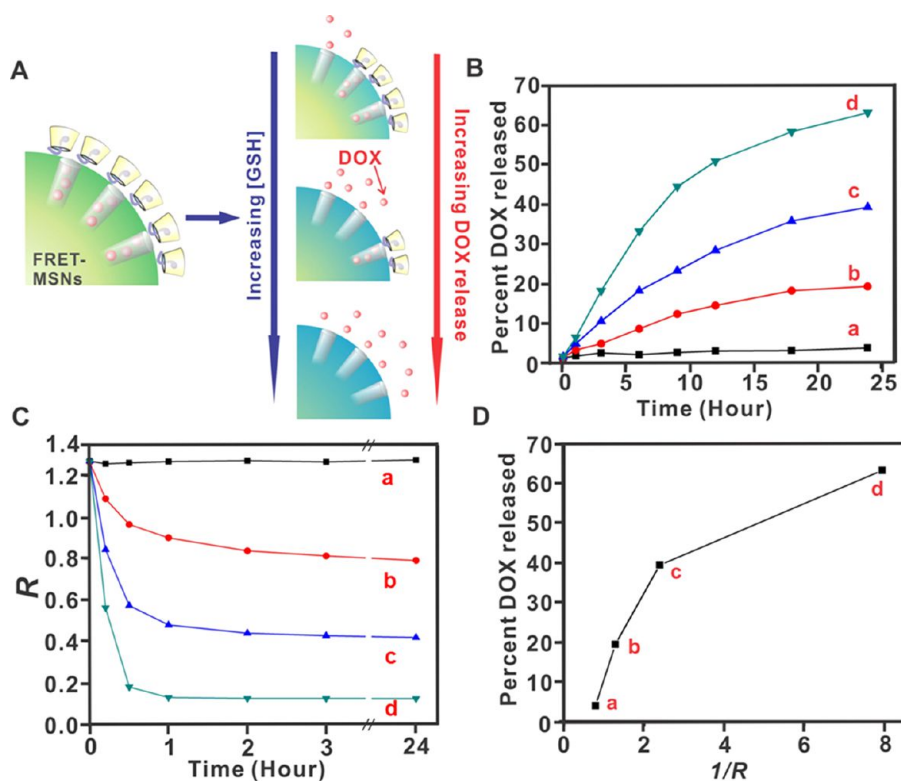 A
FRET-
MSNs
Increasing [GSH]
DOX
Increasing DOX release
B
Percent DOX released
70
60
50
40
30
20
10
0
0 5 10 15 20 25
Time (Hour)
d
c
b
a
C
R
1.4
1.2
1.0
0.8
0.6
0.4
0.2
0.0
0 1 2 3 24
Time (Hour)
a
b
c
d
D
Percent DOX released
70
60
50
40
30
20
10
0
0 2 4 6 8
1/R
a
b
c
d